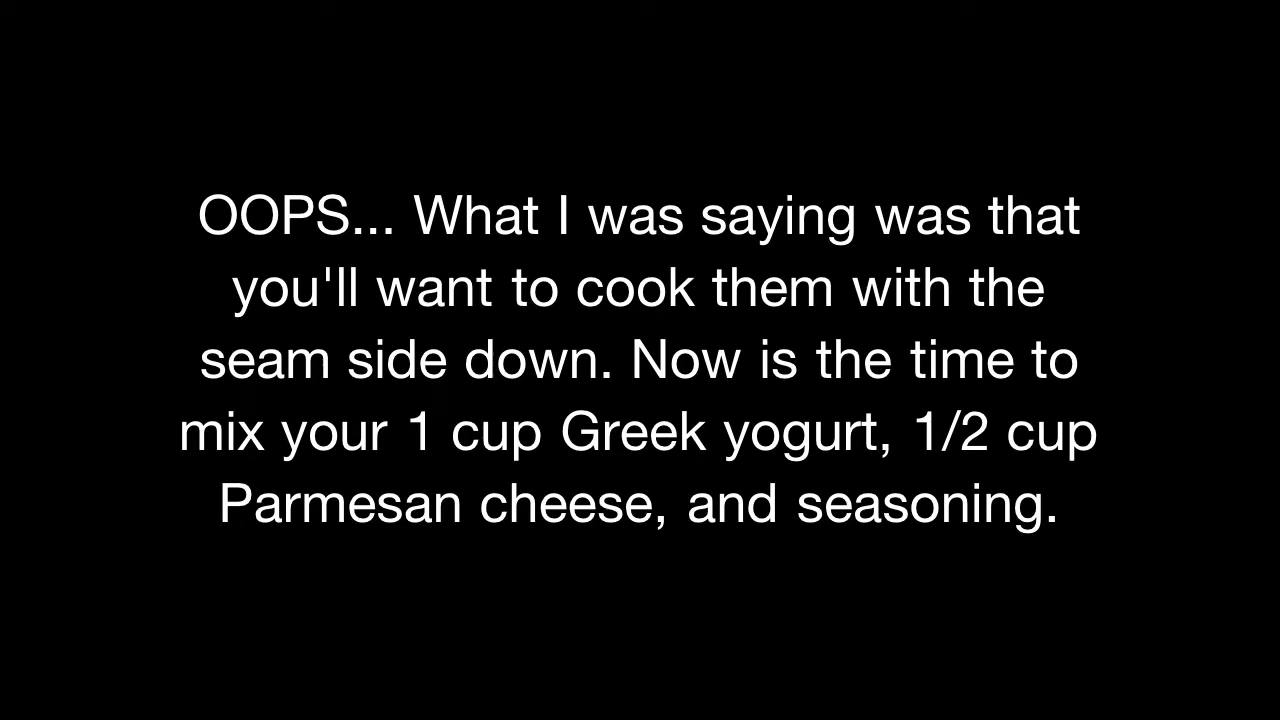 OOPS... What I was saying was that
you'll want to cook them with the
seam side down. Now is the time to
mix your 1 cup Greek yogurt, 1/2 cup
Parmesan cheese, and seasoning.